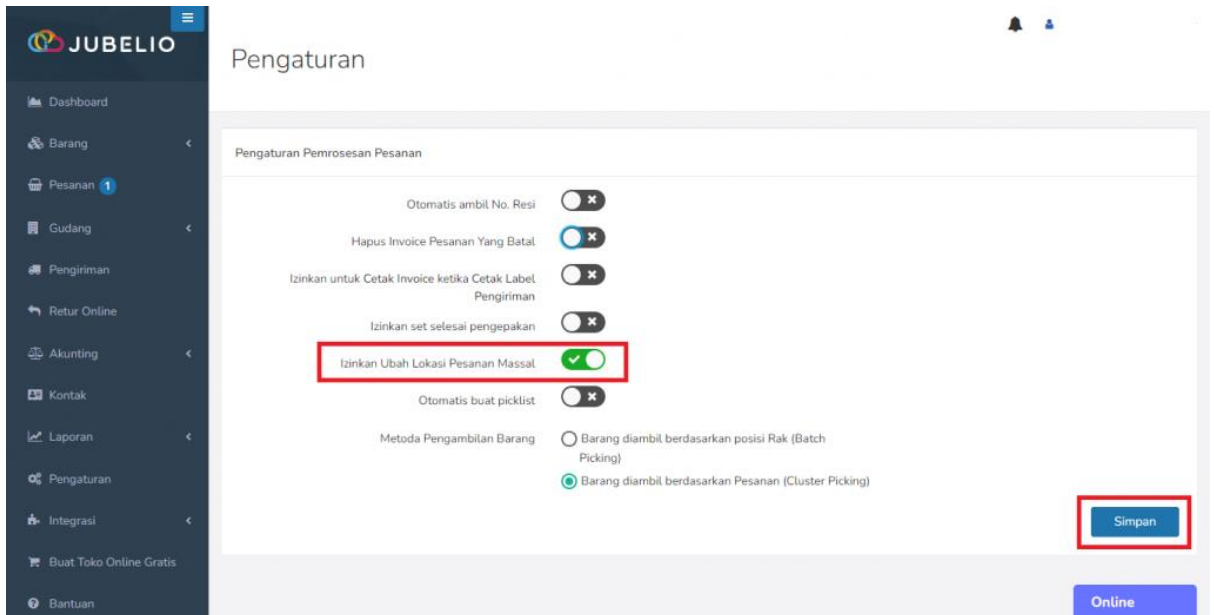 JUBELIO
Pengaturan
Dashboard
Barang
Pesanan 1
Gudang
Pengiriman
Retur Online
Akunting
Kontak
Laporan
Pengaturan
Integrasi
Buat Toko Online Gratis
Bantuan
Pengaturan Pemrosesan Pesanan
Otomatis ambil No. Resi
Hapus Invoice Pesanan Yang Batal
Izinkan untuk Cetak Invoice ketika Cetak Label
Pengiriman
Izinkan set selesai pengepakan
Izinkan Ubah Lokasi Pesanan Massal
Otomatis buat picklist
Metoda Pengambilan Barang
Barang diambil berdasarkan posisi Rak (Batch
Picking)
Barang diambil berdasarkan Pesanan (Cluster Picking)
Simpan
Online